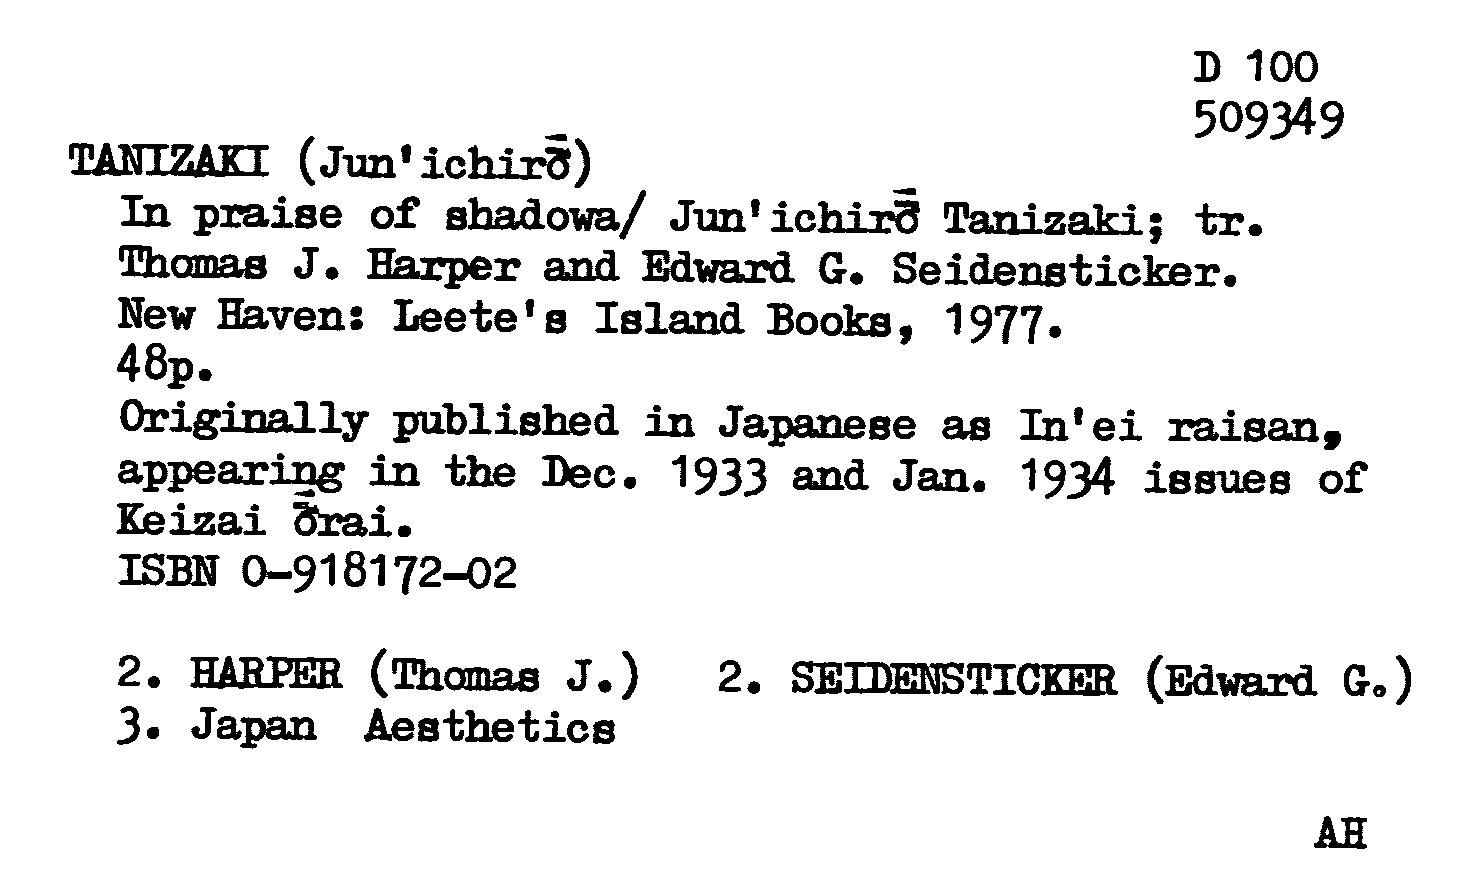 D 100
509349
TANIZAKI (Jun'ichirō)
In praise of shadowa/ Jun'ichirō Tanizaki; tr.
Thomas J. Harper and Edward G. Seidensticker.
New Haven: Leete's Island Books, 1977.
48p.
Originally published in Japanese as In'ei raisan,
appearing in the Dec. 1933 and Jan. 1934 issues of
Keizai ōrai.
ISBN 0-918172-02
2. HARPER (Thomas J.) 2. SEIDENSTICKER (Edward G.)
3. Japan Aesthetics
AH